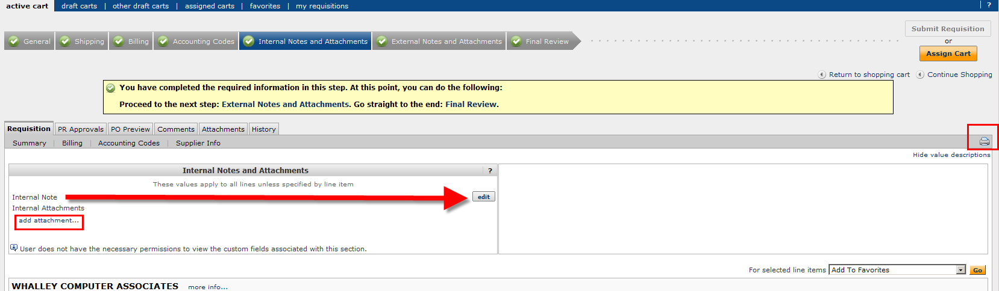 active cart | draft carts | other draft carts | assigned carts | favorites | my requisitions | ?
Submit Requisition
or
Assign Cart
General Shipping Billing Accounting Codes Internal Notes and Attachments External Notes and Attachments Final Review
Return to shopping cart Continue Shopping
You have completed the required information in this step. At this point, you can do the following:
Proceed to the next step: External Notes and Attachments. Go straight to the end: Final Review.
Requisition PR Approvals PO Preview Comments Attachments History
Summary | Billing | Accounting Codes | Supplier Info
Hide value descriptions
Internal Notes and Attachments ?
These values apply to all lines unless specified by line item
Internal Note edit
Internal Attachments
add attachment...
User does not have the necessary permissions to view the custom fields associated with this section.
For selected line items Add To Favorites Go
WHALLEY COMPUTER ASSOCIATES more info...